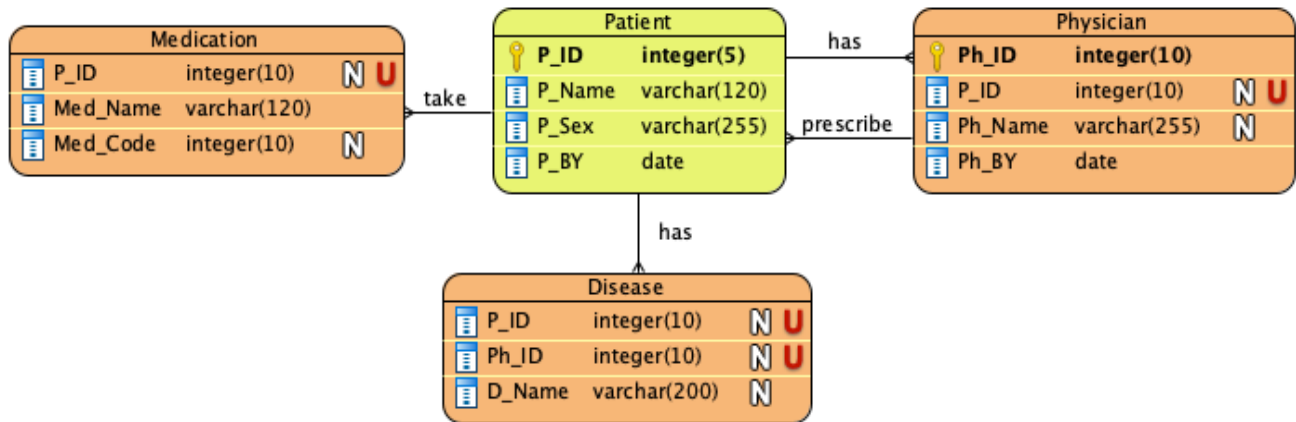 Medication
P_ID integer(10) N U
Med_Name varchar(120)
Med_Code integer(10) N
take
Patient
P_ID integer(5)
P_Name varchar(120)
P_Sex varchar(255)
P_BY date
has
prescribe
Physician
Ph_ID integer(10)
P_ID integer(10) N U
Ph_Name varchar(255) N
Ph_BY date
has
Disease
P_ID integer(10) N U
Ph_ID integer(10) N U
D_Name varchar(200) N